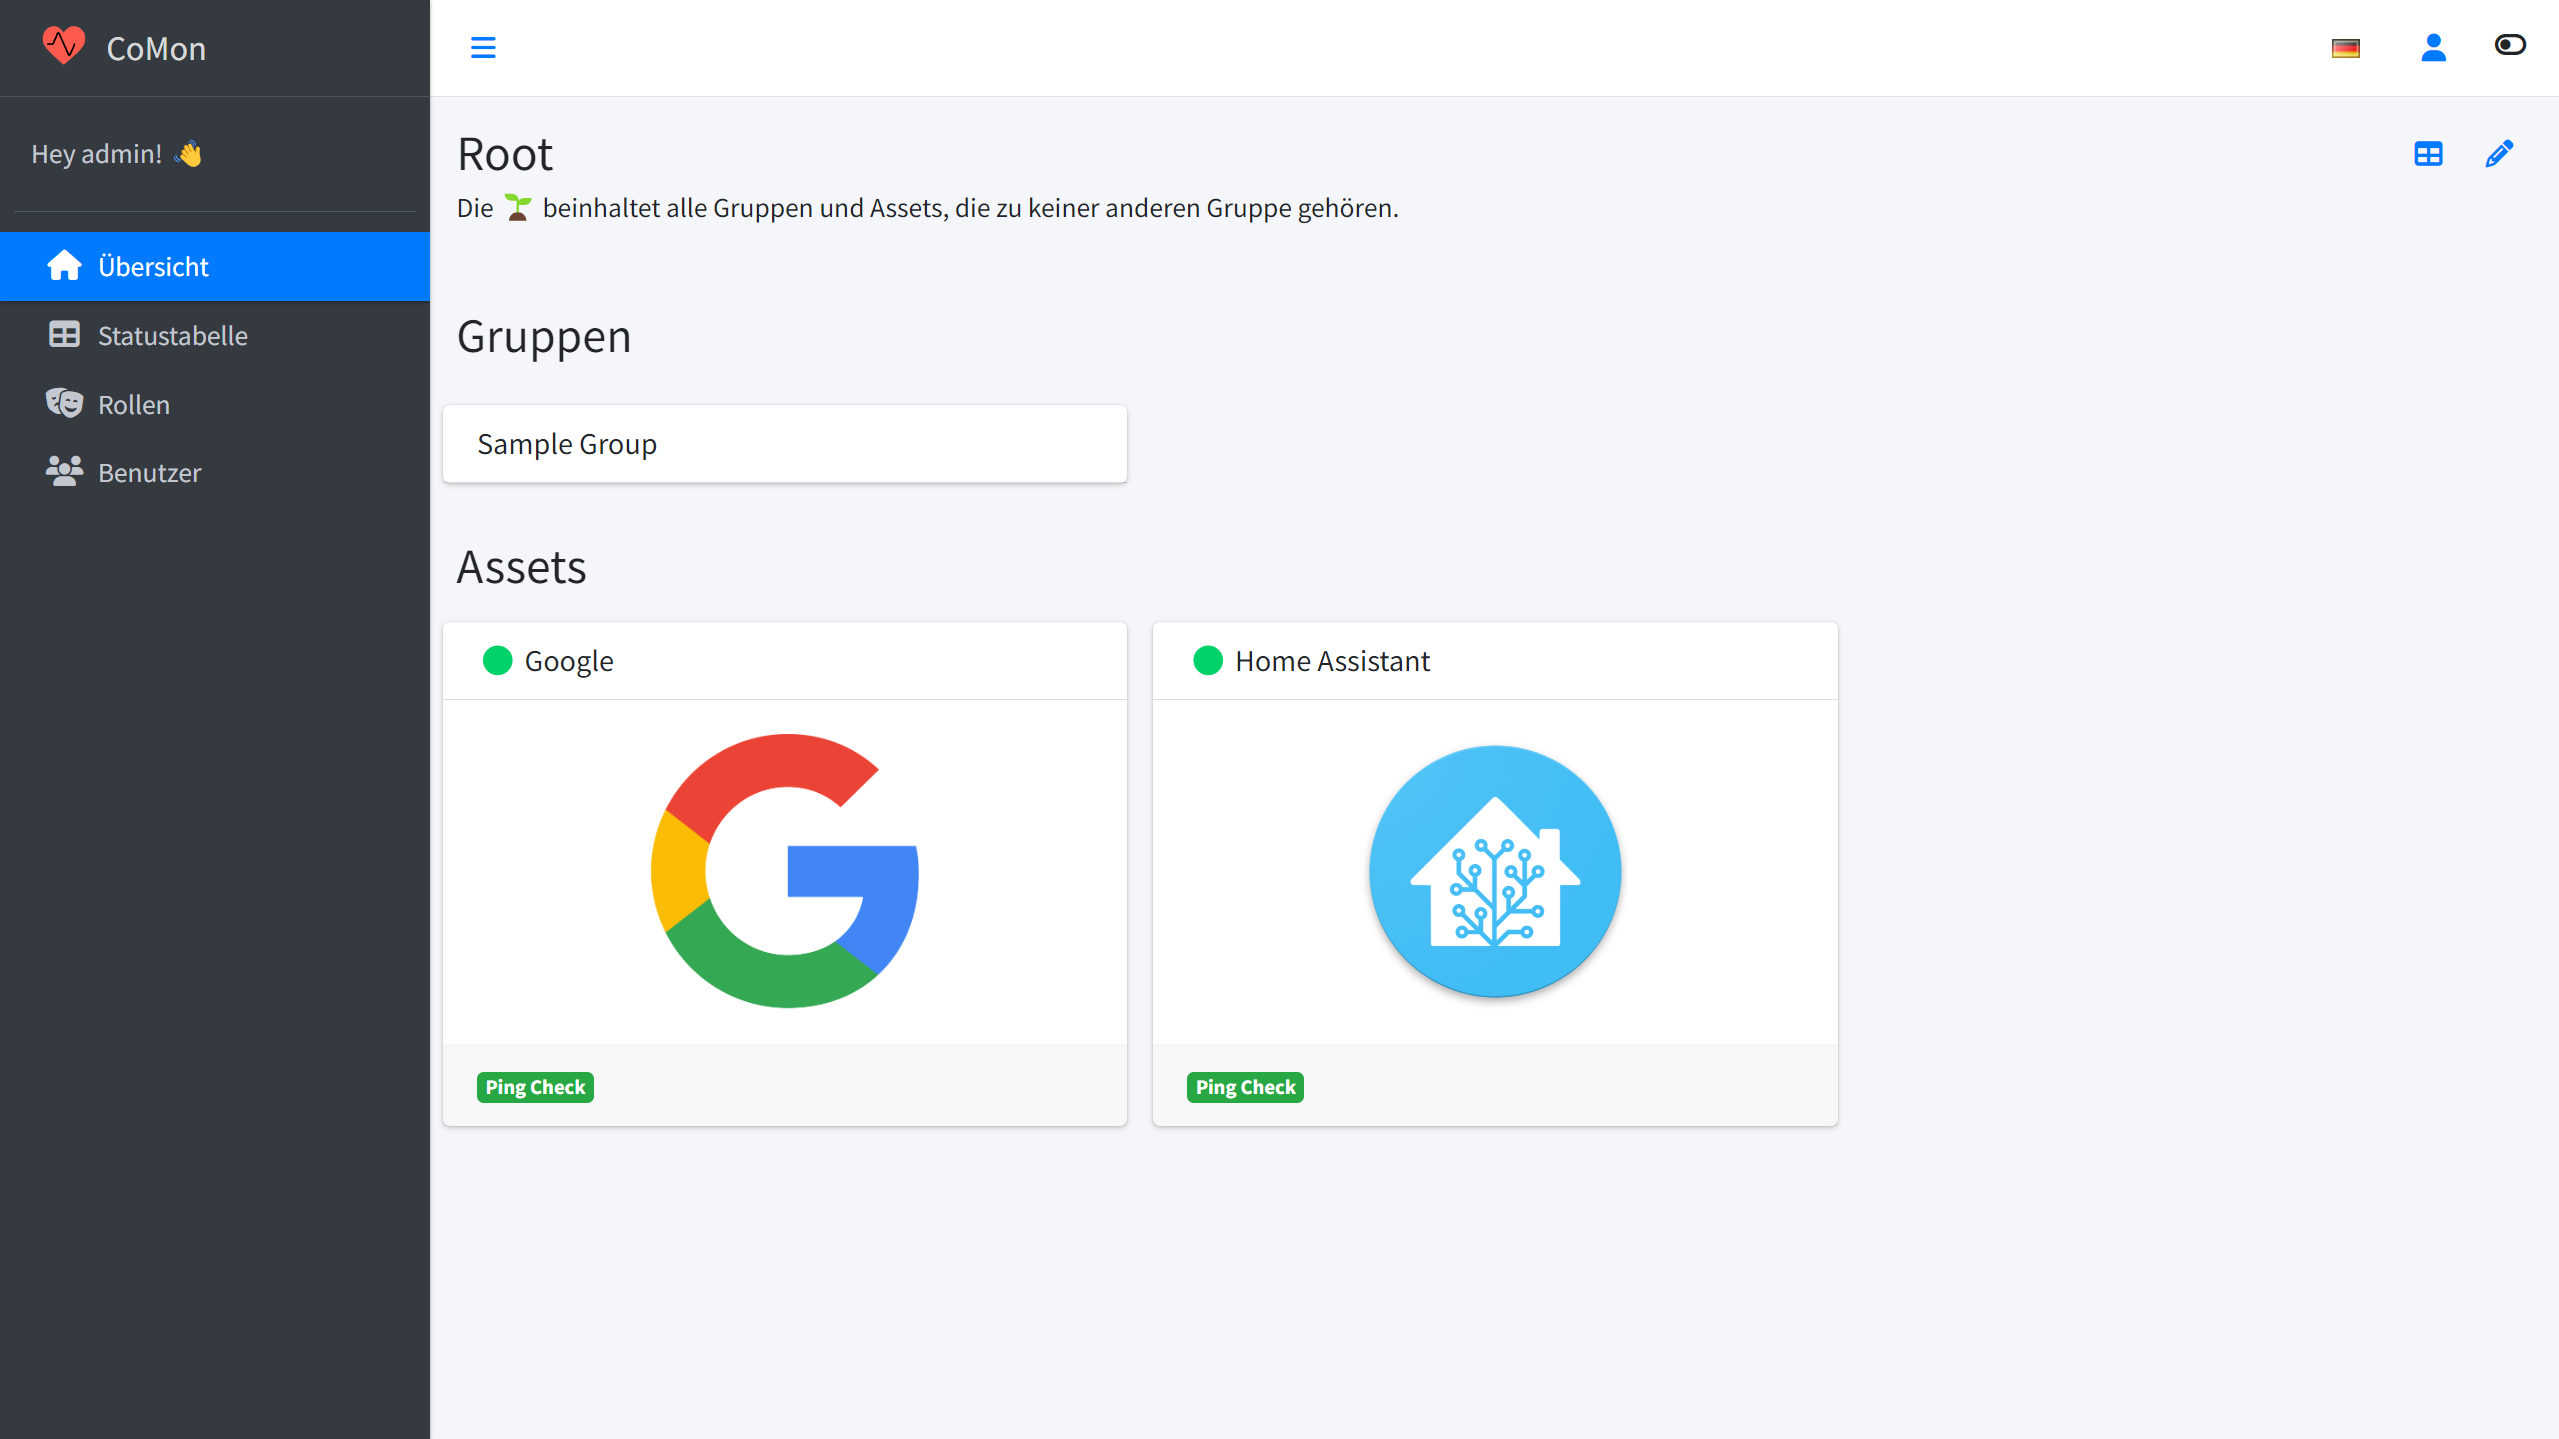 CoMon
Hey admin! 👋
Übersicht
Statustabelle
Rollen
Benutzer
Root
Die 🌱 beinhaltet alle Gruppen und Assets, die zu keiner anderen Gruppe gehören.
Gruppen
Sample Group
Assets
Google
Home Assistant
Ping Check
Ping Check